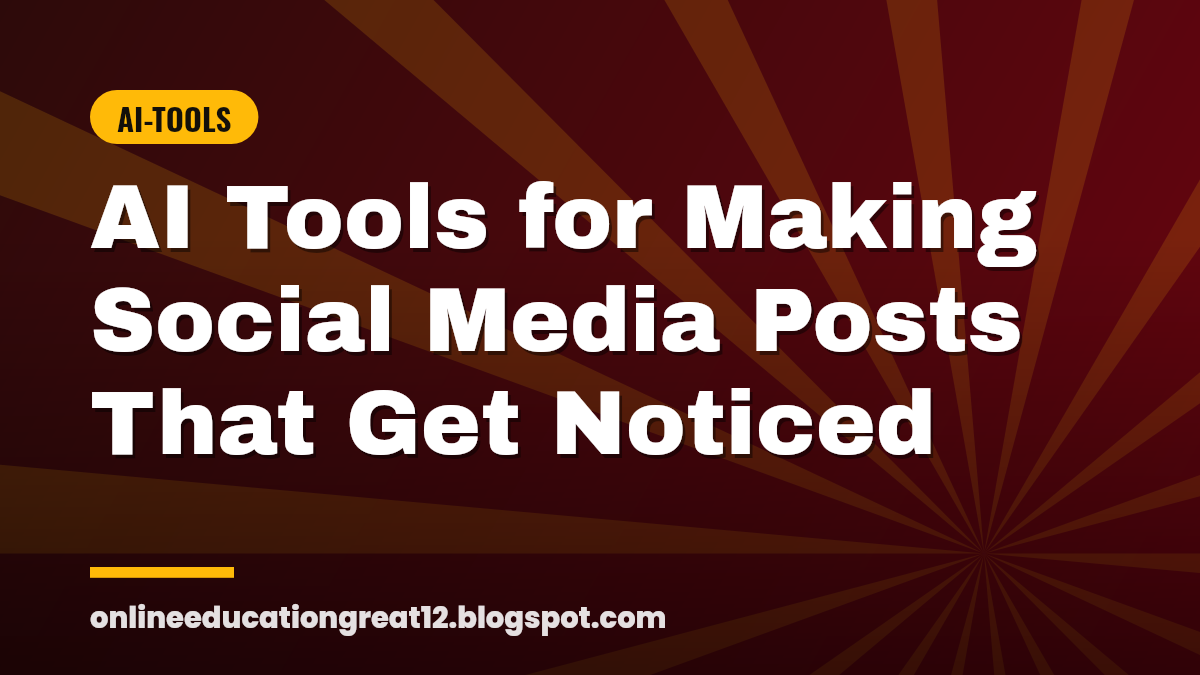 AI-TOOLS
AI Tools for Making
Social Media Posts
That Get Noticed
onlineeducationgreat12.blogspot.com